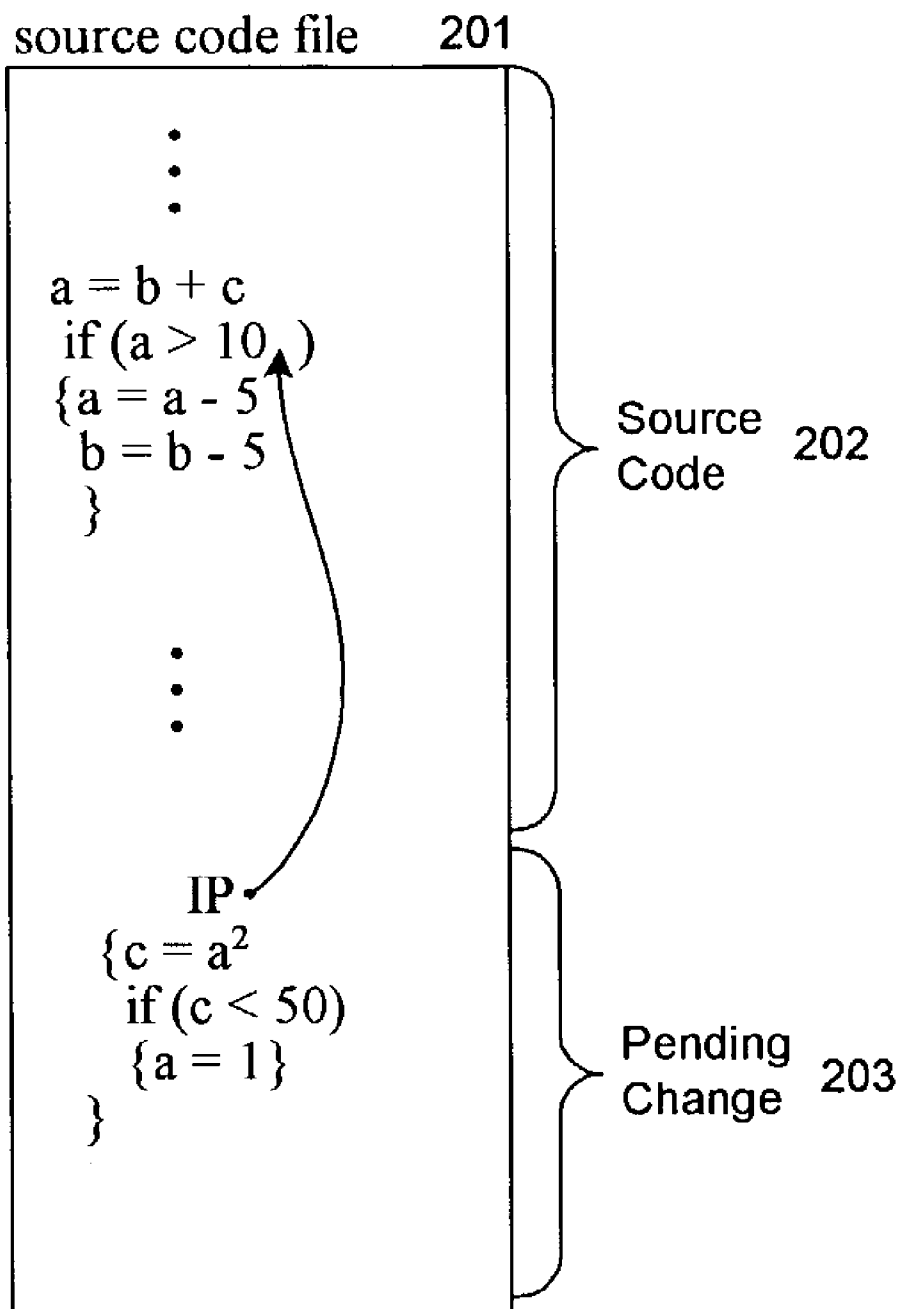 source code file 201
a = b + c
if (a > 10 )
{a = a - 5
b = b - 5
}
Source
Code 202
IP
{c = a²
if (c < 50)
{a = 1}
}
Pending
Change 203